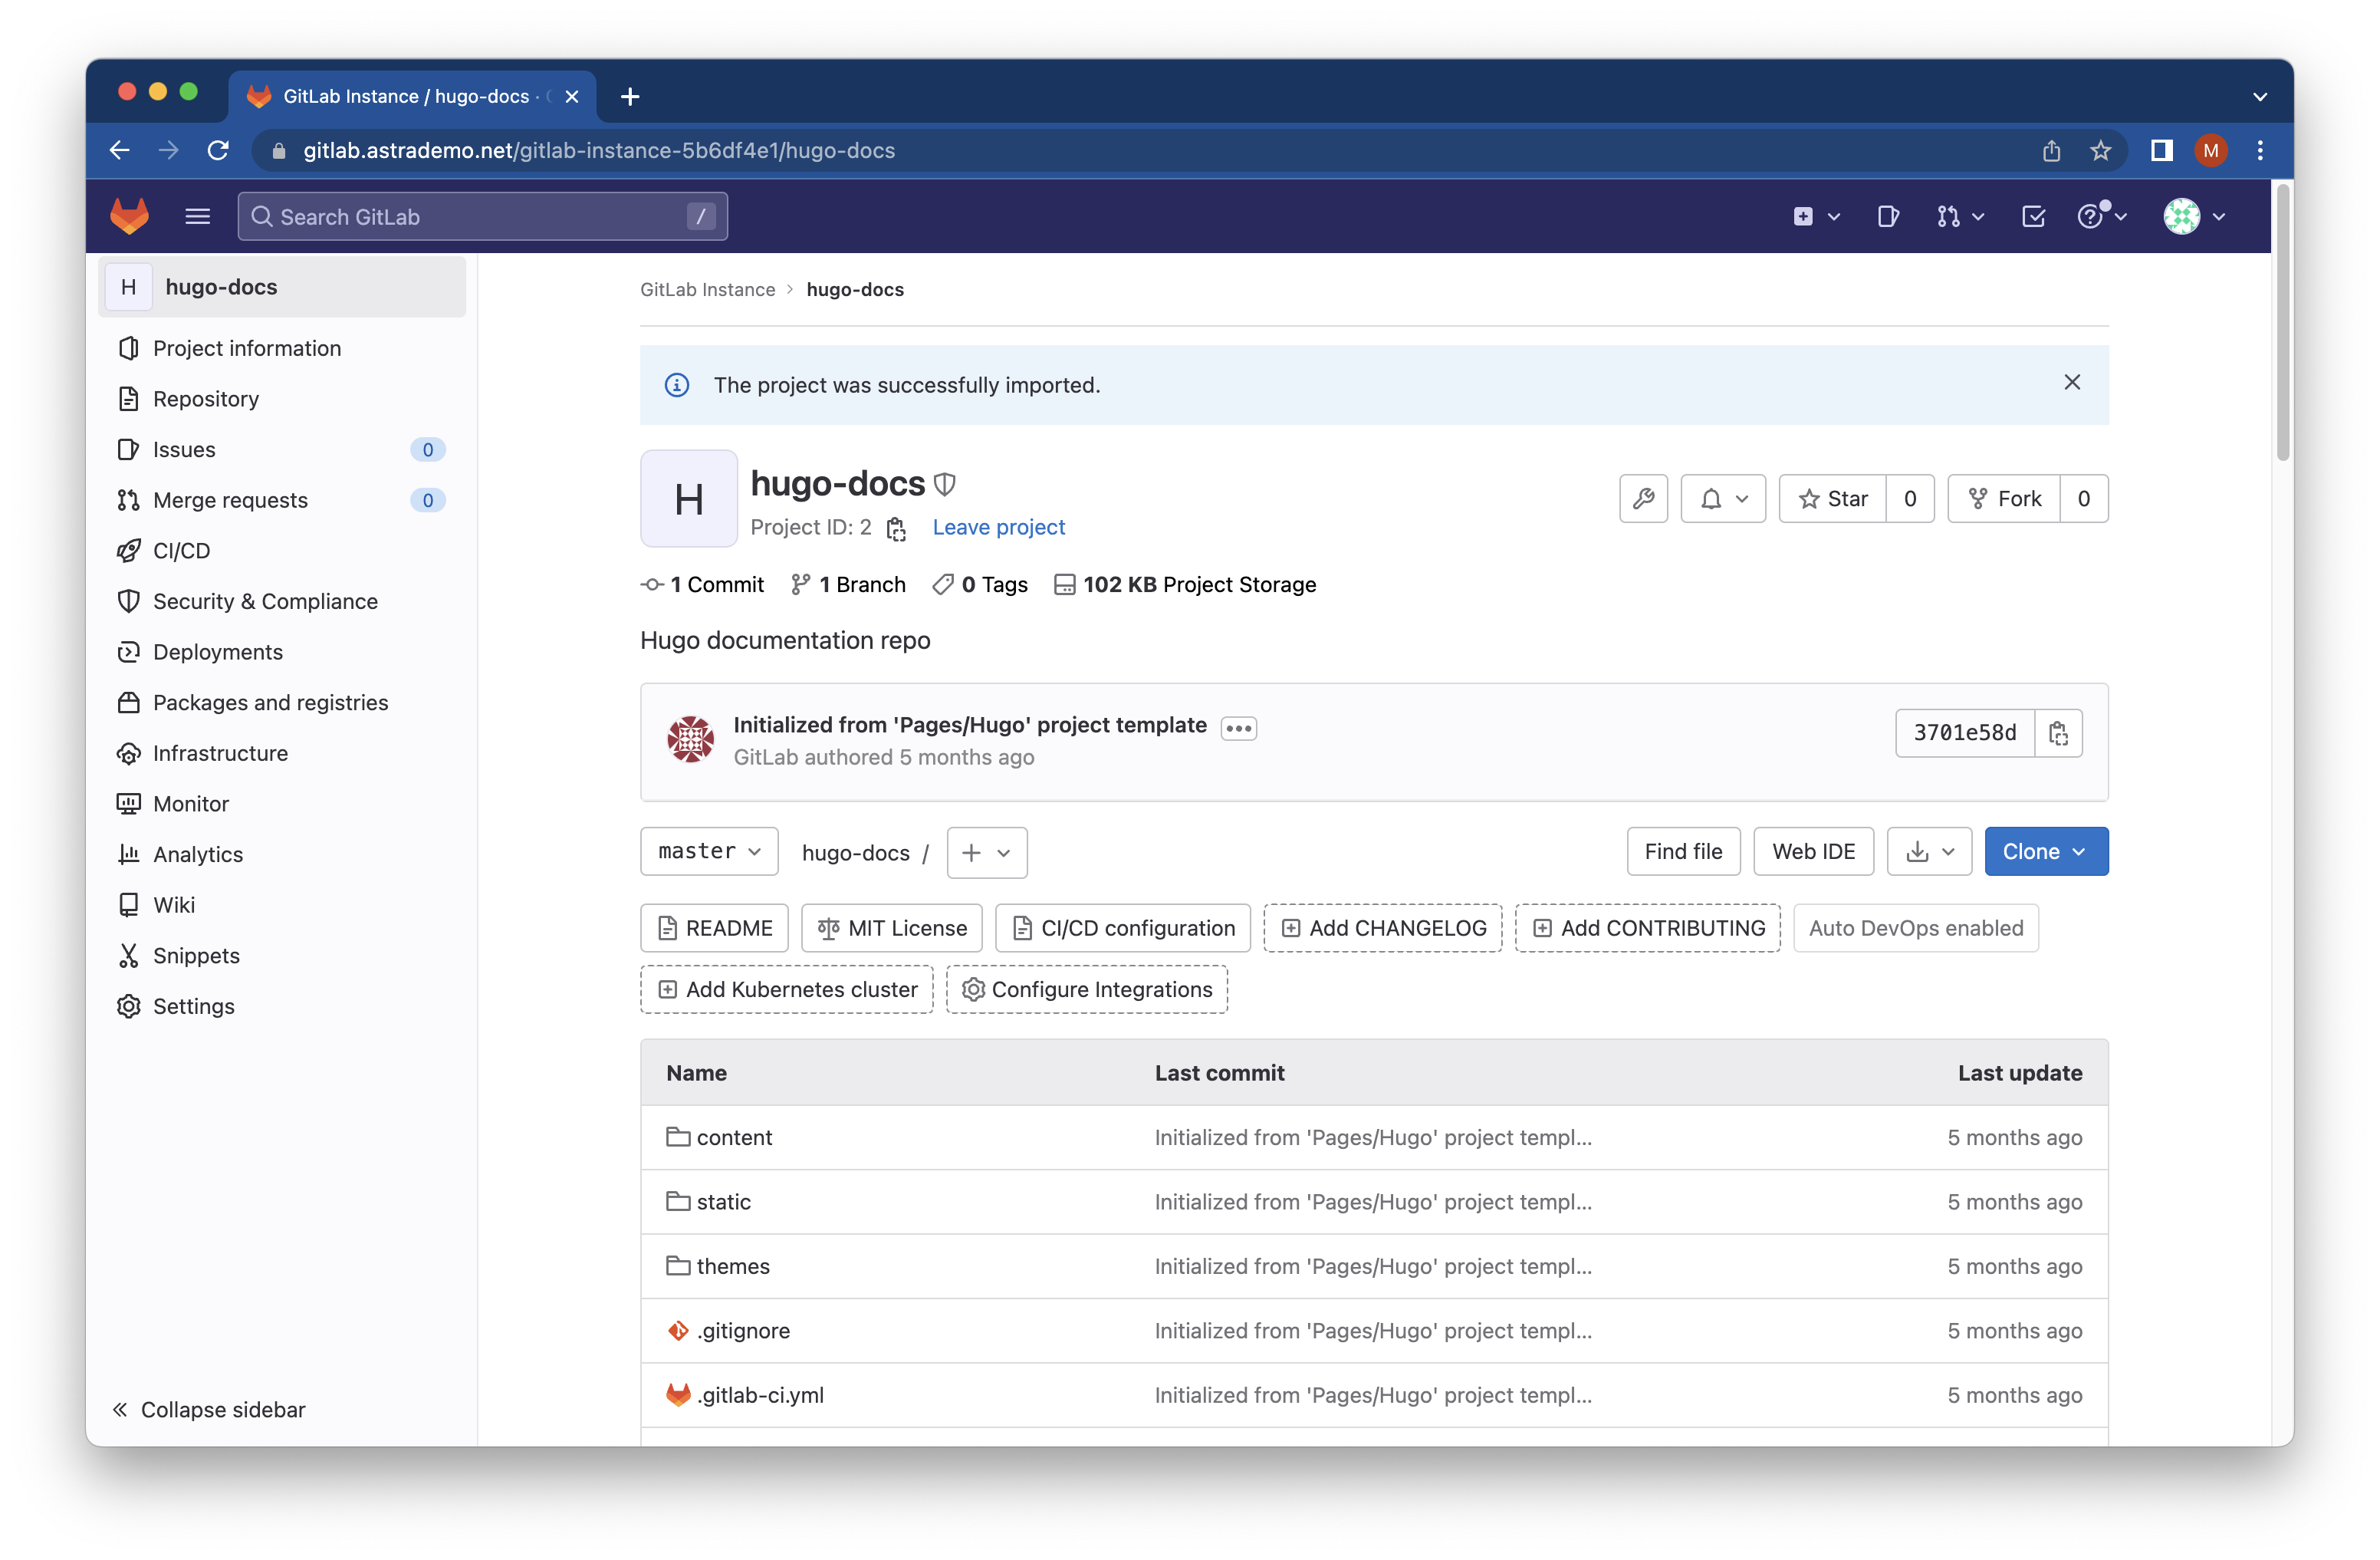 GitLab Instance / hugo-docs ·
gitlab.astrademo.net/gitlab-instance-5b6df4e1/hugo-docs
M
Search GitLab
/
H hugo-docs
Project information
Repository
Issues 0
Merge requests 0
CI/CD
Security & Compliance
Deployments
Packages and registries
Infrastructure
Monitor
Analytics
Wiki
Snippets
Settings
Collapse sidebar
GitLab Instance > hugo-docs
The project was successfully imported.
H
hugo-docs
Project ID: 2 Leave project
Star 0 Fork 0
1 Commit 1 Branch 0 Tags 102 KB Project Storage
Hugo documentation repo
Initialized from 'Pages/Hugo' project template
GitLab authored 5 months ago
3701e58d
master hugo-docs / + Find file Web IDE Clone
README MIT License CI/CD configuration Add CHANGELOG Add CONTRIBUTING Auto DevOps enabled
Add Kubernetes cluster Configure Integrations
Name Last commit Last update
content Initialized from 'Pages/Hugo' project templ... 5 months ago
static Initialized from 'Pages/Hugo' project templ... 5 months ago
themes Initialized from 'Pages/Hugo' project templ... 5 months ago
.gitignore Initialized from 'Pages/Hugo' project templ... 5 months ago
.gitlab-ci.yml Initialized from 'Pages/Hugo' project templ... 5 months ago